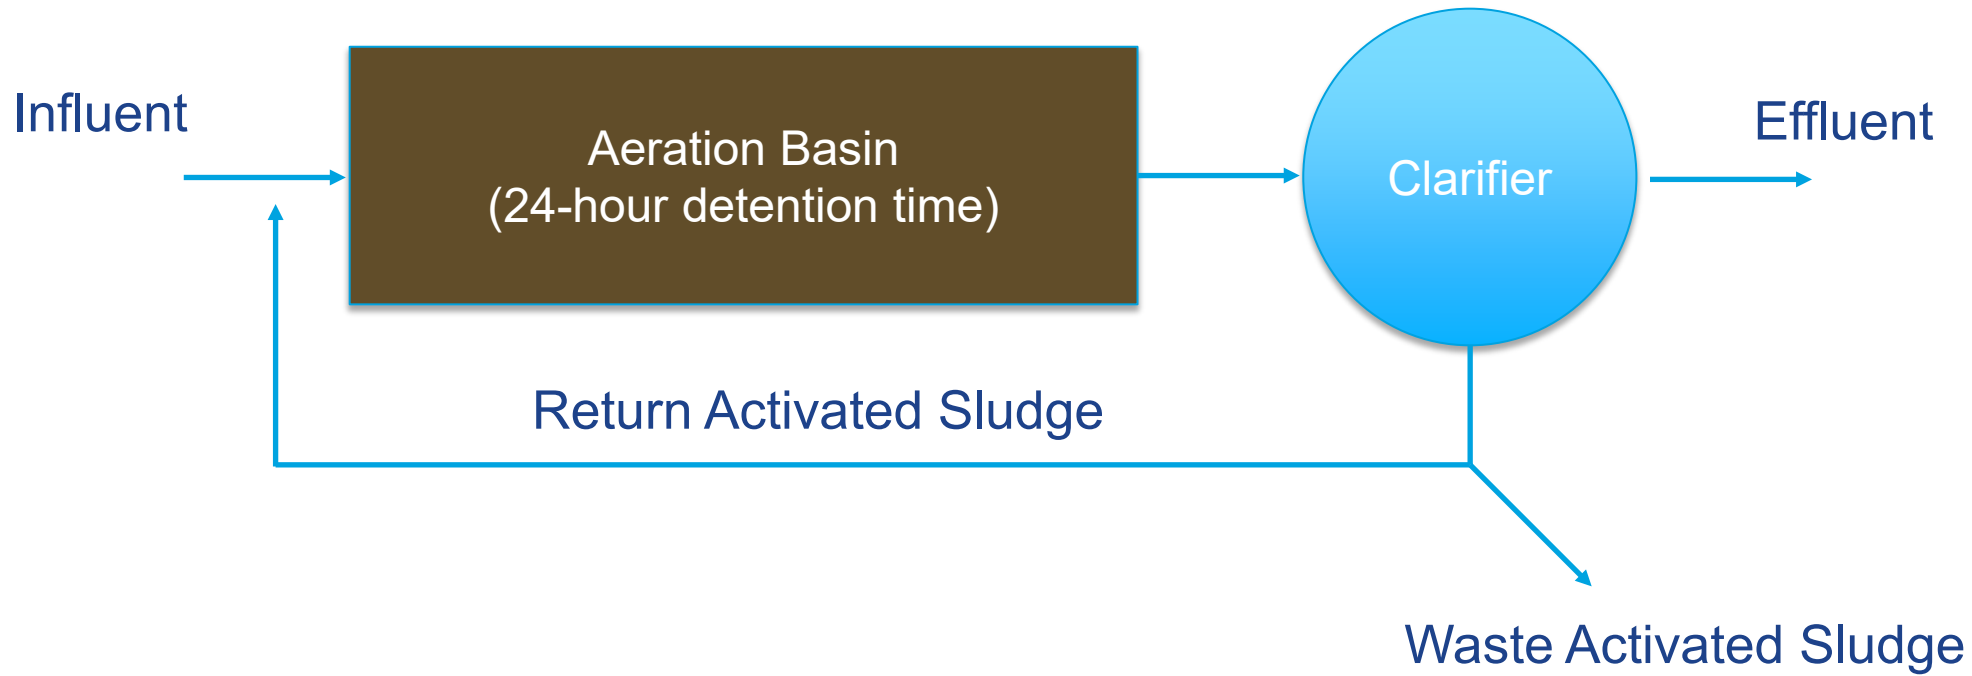 Influent
Aeration Basin
(24-hour detention time)
Clarifier
Effluent
Return Activated Sludge
Waste Activated Sludge